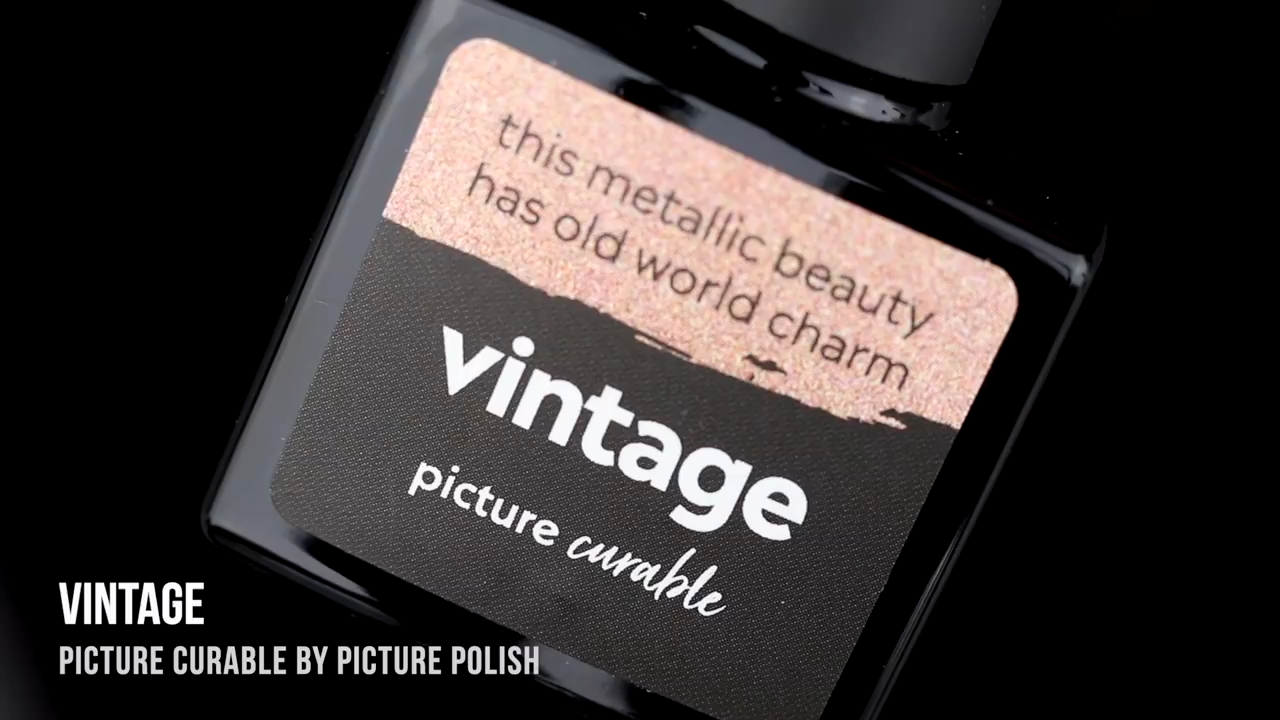 this metallic beauty
has old world charm
vintage
picture curable
VINTAGE
PICTURE CURABLE BY PICTURE POLISH